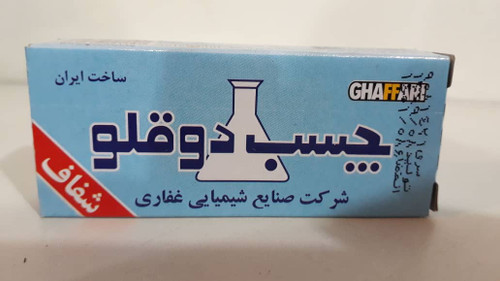 ساخت ایران
GHAFFARI
چسب دوقلو
شفاف
شرکت صنایع شیمیایی غفاری